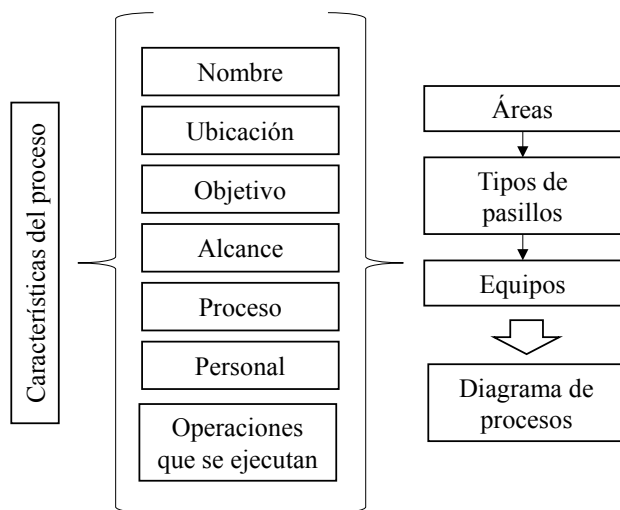 Características del proceso
Nombre
Ubicación
Objetivo
Alcance
Proceso
Personal
Operaciones
que se ejecutan
Áreas
Tipos de
pasillos
Equipos
Diagrama de
procesos